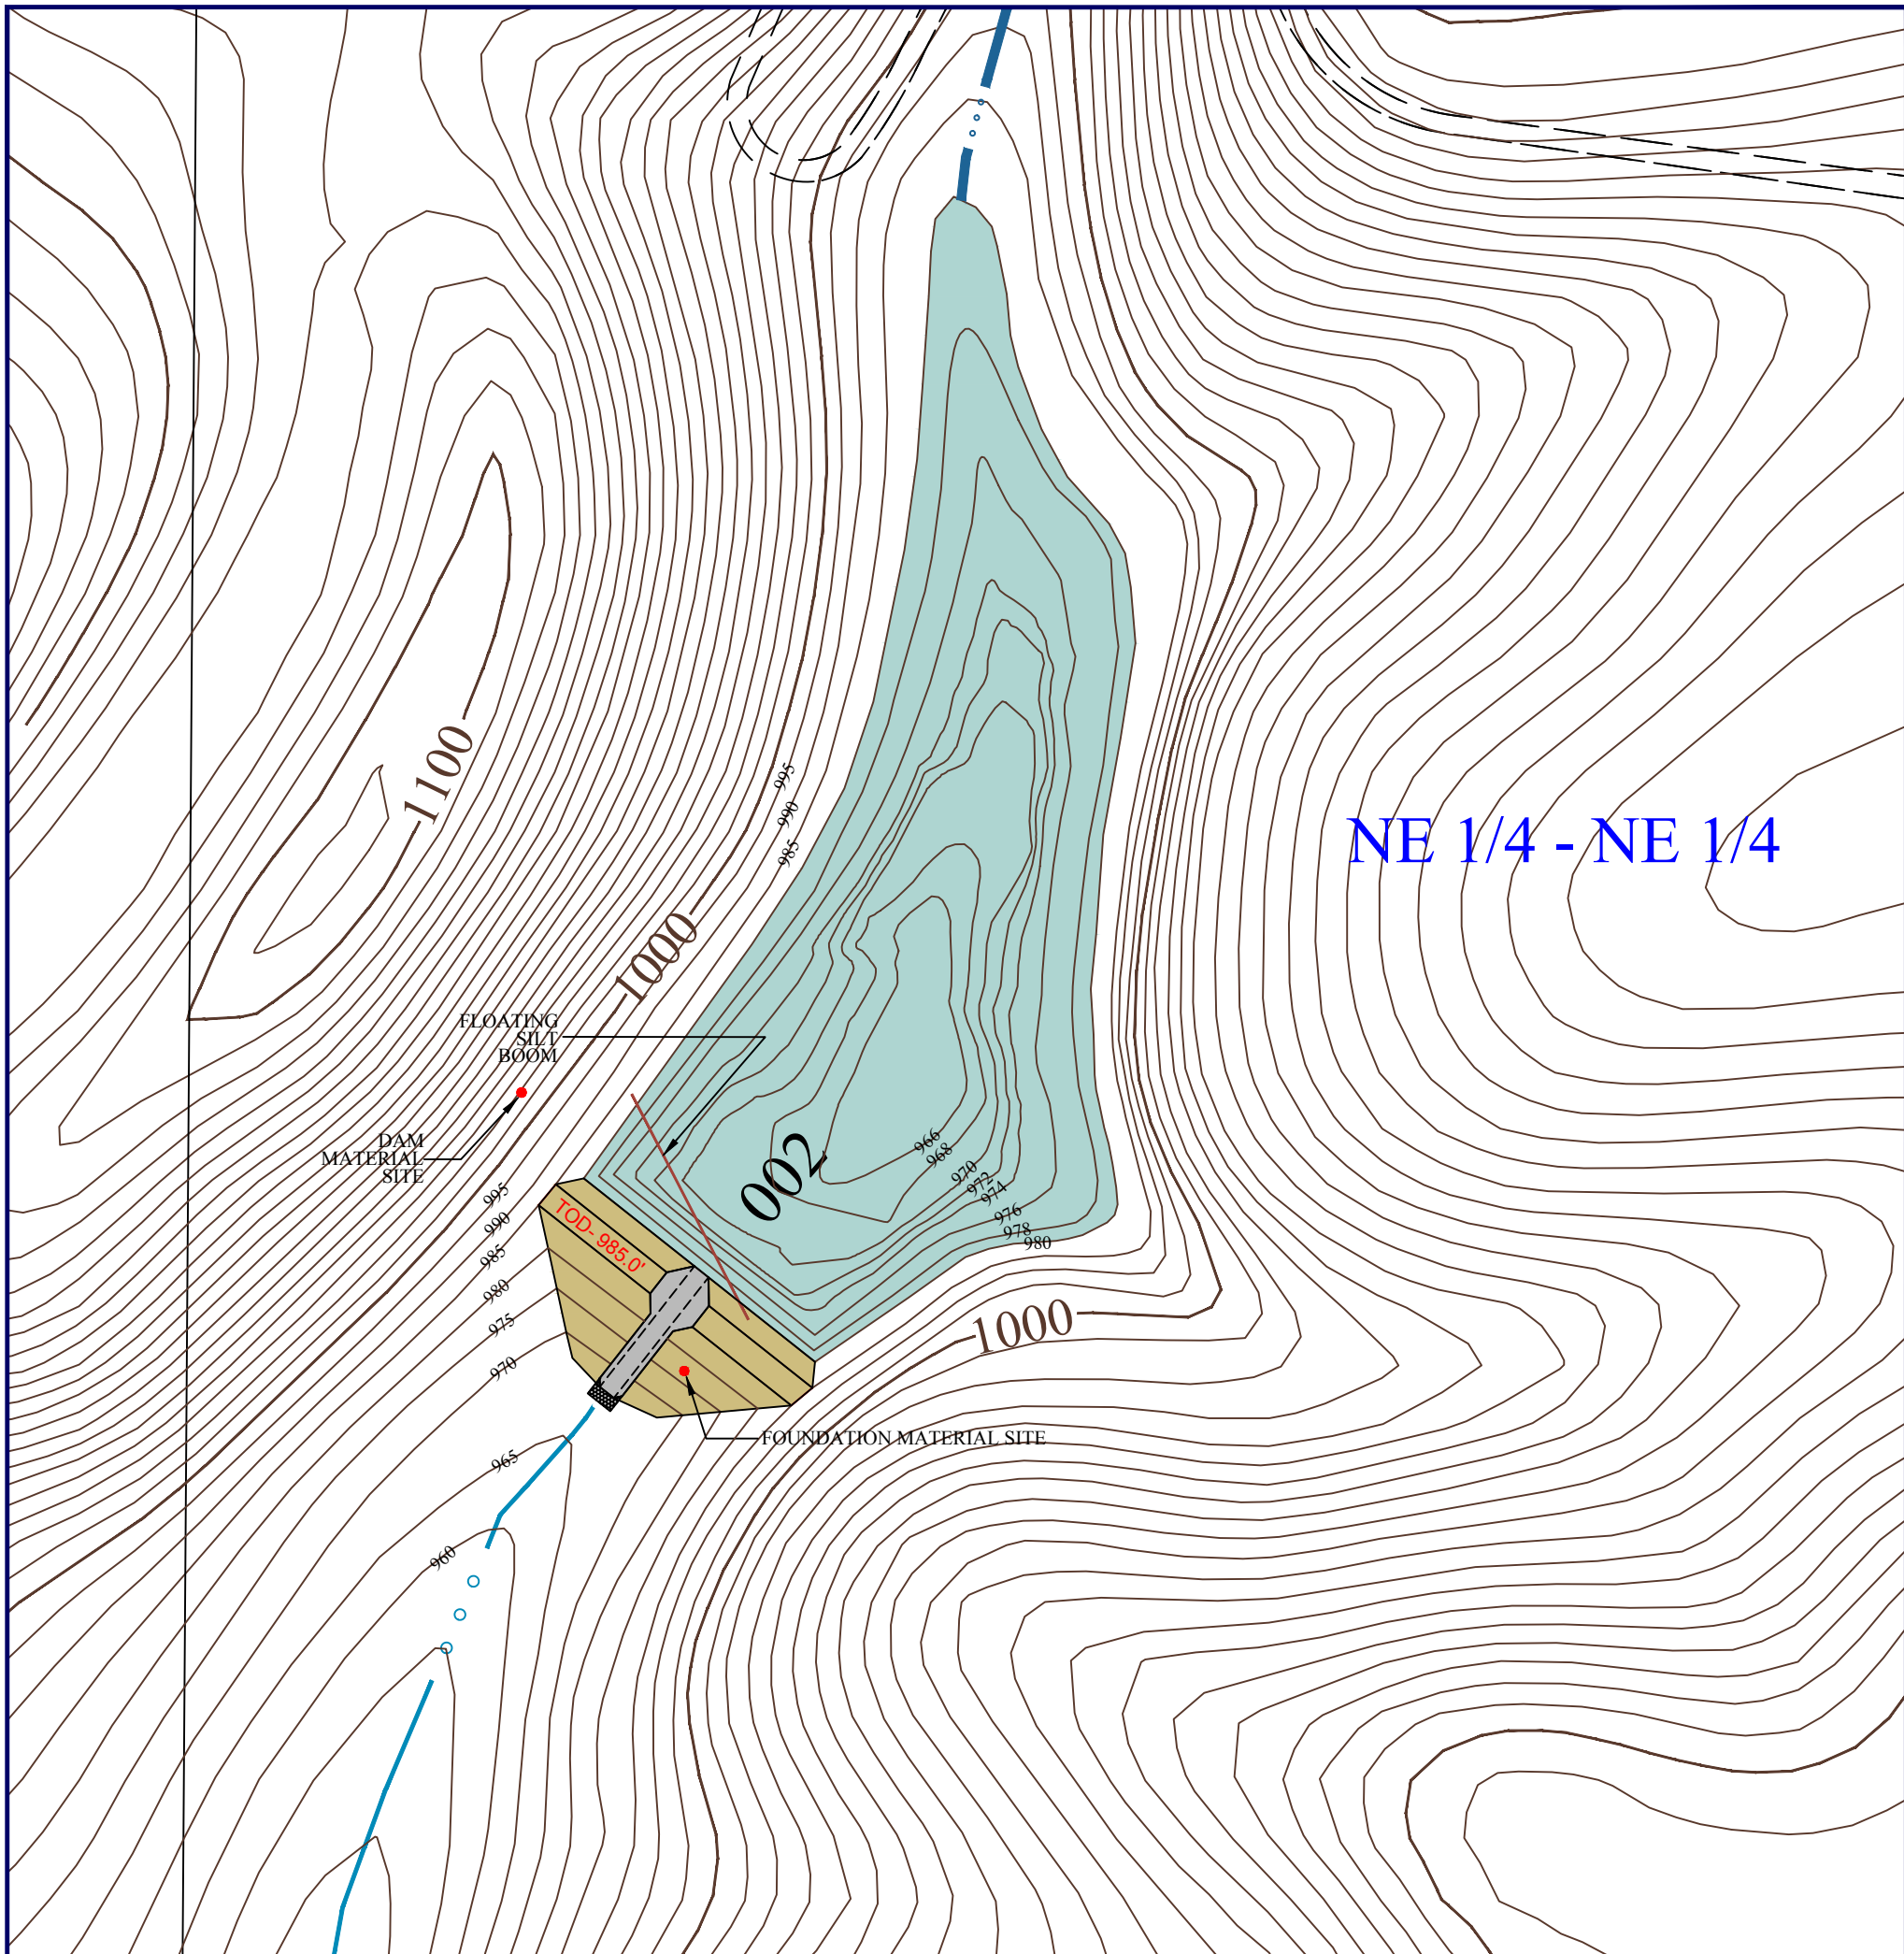 1100
995
990
985
NE 1/4 - NE 1/4
1000
FLOATING
SILT
BOOM
DAM
MATERIAL
SITE
002
966
968
970
972
974
976
978
980
995
990
985
980
975
970
TOD- 985.0'
1000
FOUNDATION MATERIAL SITE
965
960